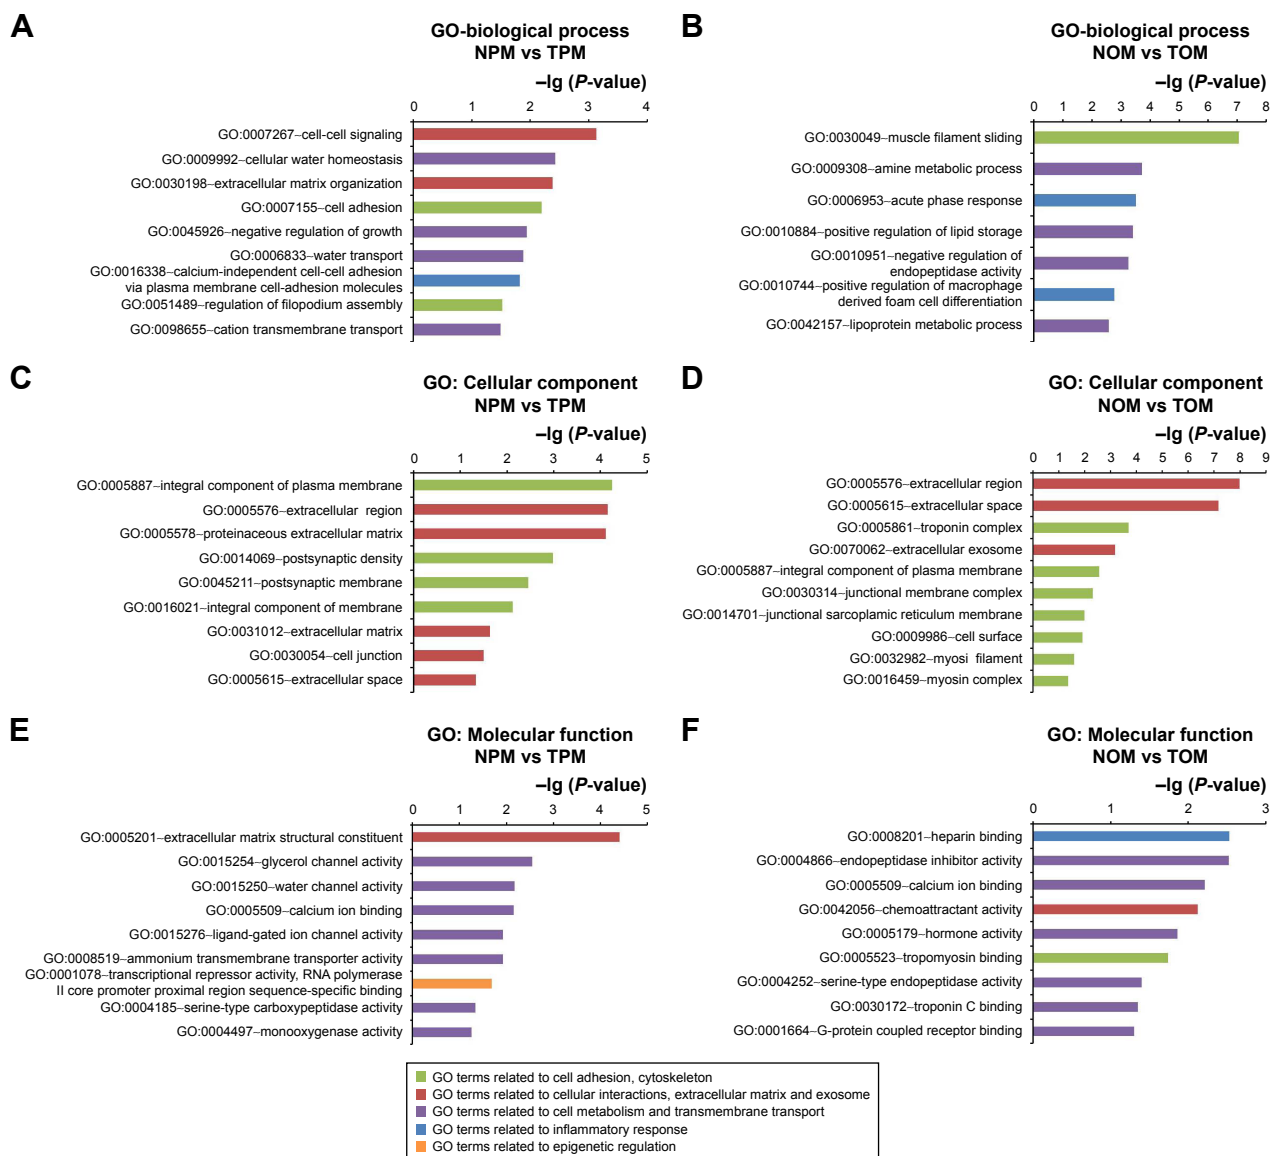 A
GO-biological process
NPM vs TPM
–lg (P-value)
0 1 2 3 4
GO:0007267–cell-cell signaling
GO:0009992–cellular water homeostasis
GO:0030198–extracellular matrix organization
GO:0007155–cell adhesion
GO:0045926–negative regulation of growth
GO:0006833–water transport
GO:0016338–calcium-independent cell-cell adhesion
via plasma membrane cell-adhesion molecules
GO:0051489–regulation of filopodium assembly
GO:0098655–cation transmembrane transport
B
GO-biological process
NOM vs TOM
–lg (P-value)
0 1 2 3 4 5 6 7 8
GO:0030049–muscle filament sliding
GO:0009308–amine metabolic process
GO:0006953–acute phase response
GO:0010884–positive regulation of lipid storage
GO:0010951–negative regulation of
endopeptidase activity
GO:0010744–positive regulation of macrophage
derived foam cell differentiation
GO:0042157–lipoprotein metabolic process
C
GO: Cellular component
NPM vs TPM
–lg (P-value)
0 1 2 3 4 5
GO:0005887–integral component of plasma membrane
GO:0005576–extracellular region
GO:0005578–proteinaceous extracellular matrix
GO:0014069–postsynaptic density
GO:0045211–postsynaptic membrane
GO:0016021–integral component of membrane
GO:0031012–extracellular matrix
GO:0030054–cell junction
GO:0005615–extracellular space
D
GO: Cellular component
NOM vs TOM
–lg (P-value)
0 1 2 3 4 5 6 7 8 9
GO:0005576–extracellular region
GO:0005615–extracellular space
GO:0005861–troponin complex
GO:0070062–extracellular exosome
GO:0005887–integral component of plasma membrane
GO:0030314–junctional membrane complex
GO:0014701–junctional sarcoplamic reticulum membrane
GO:0009986–cell surface
GO:0032982–myosi filament
GO:0016459–myosin complex
E
GO: Molecular function
NPM vs TPM
–lg (P-value)
0 1 2 3 4 5
GO:0005201–extracellular matrix structural constituent
GO:0015254–glycerol channel activity
GO:0015250–water channel activity
GO:0005509–calcium ion binding
GO:0015276–ligand-gated ion channel activity
GO:0008519–ammonium transmembrane transporter activity
GO:0001078–transcriptional repressor activity, RNA polymerase
II core promoter proximal region sequence-specific binding
GO:0004185–serine-type carboxypeptidase activity
GO:0004497–monooxygenase activity
F
GO: Molecular function
NOM vs TOM
–lg (P-value)
0 1 2 3
GO:0008201–heparin binding
GO:0004866–endopeptidase inhibitor activity
GO:0005509–calcium ion binding
GO:0042056–chemoattractant activity
GO:0005179–hormone activity
GO:0005523–tropomyosin binding
GO:0004252–serine-type endopeptidase activity
GO:0030172–troponin C binding
GO:0001664–G-protein coupled receptor binding
GO terms related to cell adhesion, cytoskeleton
GO terms related to cellular interactions, extracellular matrix and exosome
GO terms related to cell metabolism and transmembrane transport
GO terms related to inflammatory response
GO terms related to epigenetic regulation